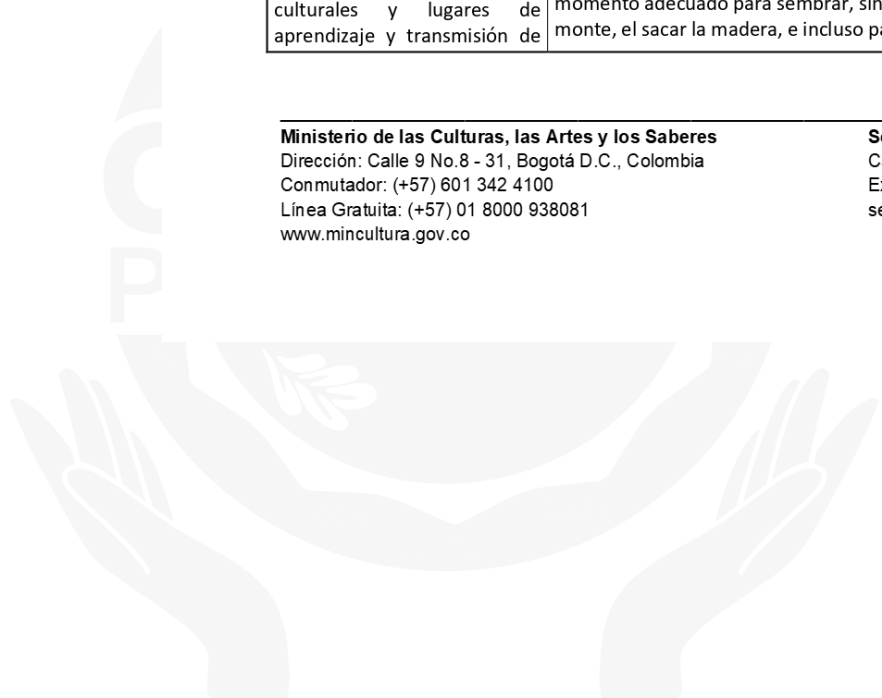 culturales y lugares de
aprendizaje y transmisión de
momento adecuado para sembrar,
monte, el sacar la madera, e incluso
Ministerio de las Culturas, las Artes y los Saberes
Dirección: Calle 9 No.8 - 31, Bogotá D.C., Colombia
Conmutador: (+57) 601 342 4100
Línea Gratuita: (+57) 01 8000 938081
www.mincultura.gov.co